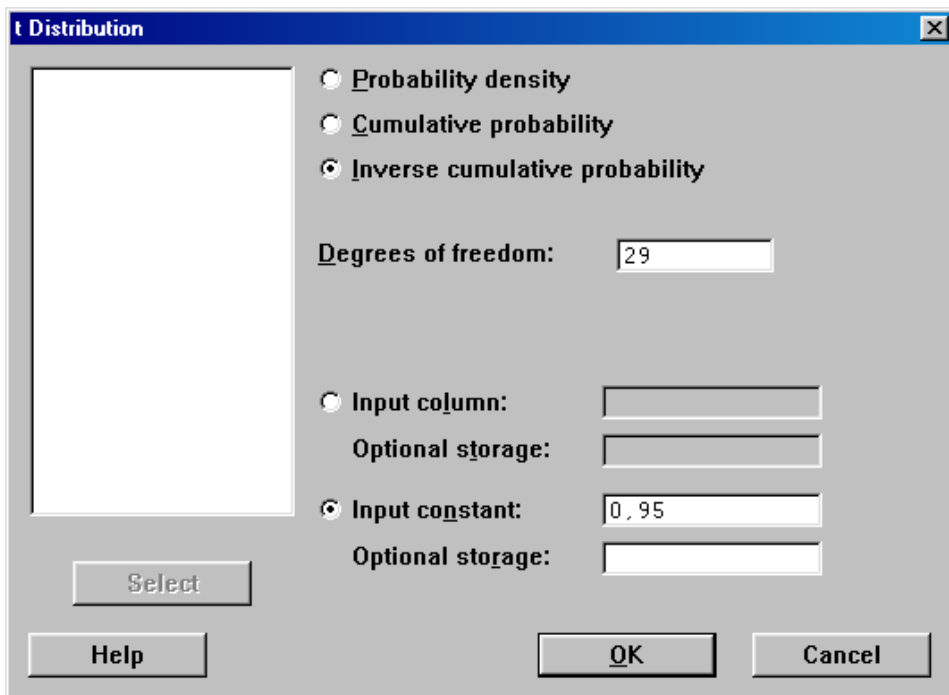 t Distribution
Probability density
Cumulative probability
Inverse cumulative probability
Degrees of freedom: 29
Input column:
Optional storage:
Input constant: 0,95
Optional storage:
Select
Help OK Cancel